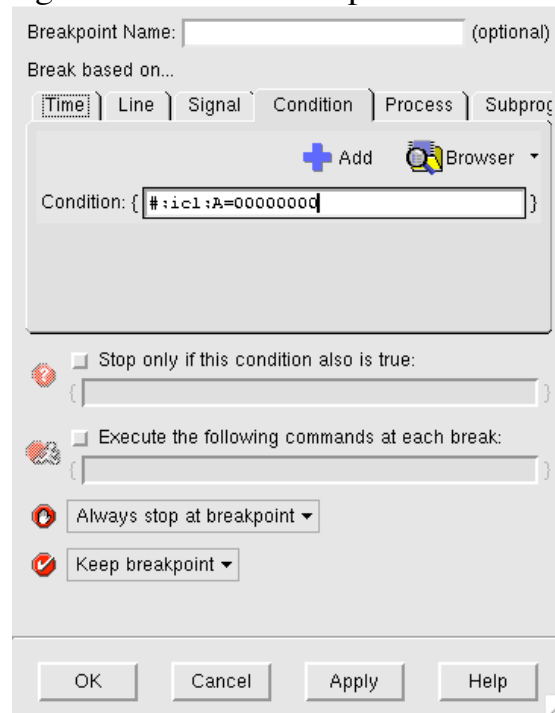 Breakpoint Name: (optional)
Break based on...
Time Line Signal Condition Process Subprog
Add Browser
Condition: { #:ic1:A=00000000 }
Stop only if this condition also is true:
{ }
Execute the following commands at each break:
{ }
Always stop at breakpoint
Keep breakpoint
OK Cancel Apply Help